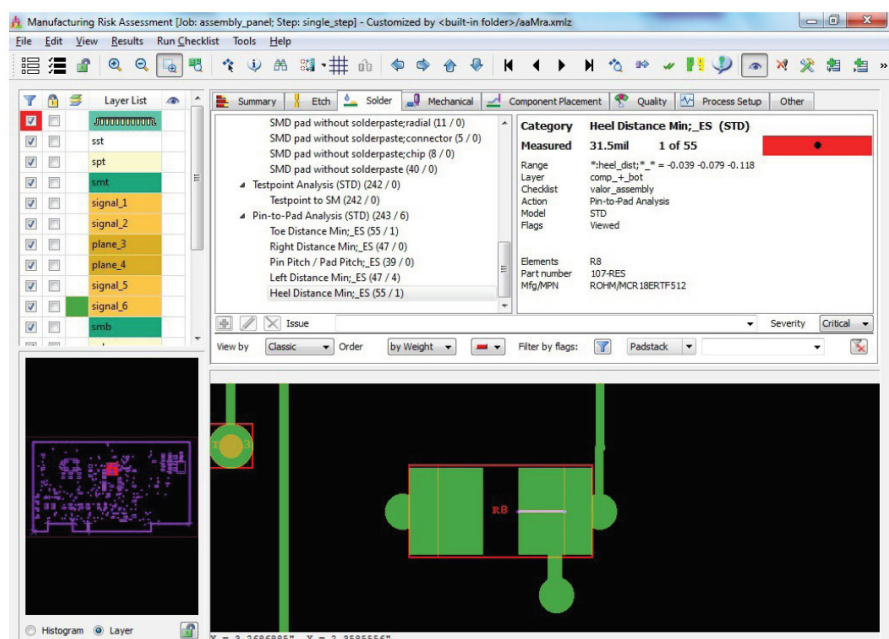 Manufacturing Risk Assessment [Job: assembly_panel; Step: single_step] - Customized by <built-in folder>/aaMra.xmlz
File Edit View Results Run Checklist Tools Help
Layer List
sst
spt
smt
signal_1
signal_2
plane_3
plane_4
signal_5
signal_6
smb
Summary Etch Solder Mechanical Component Placement Quality Process Setup Other
SMD pad without solderpaste;radial (11 / 0)
SMD pad without solderpaste;connector (5 / 0)
SMD pad without solderpaste;chip (8 / 0)
SMD pad without solderpaste (40 / 0)
Testpoint Analysis (STD) (242 / 0)
Testpoint to SM (242 / 0)
Pin-to-Pad Analysis (STD) (243 / 6)
Toe Distance Min;_ES (55 / 1)
Right Distance Min;_ES (47 / 0)
Pin Pitch / Pad Pitch;_ES (39 / 0)
Left Distance Min;_ES (47 / 4)
Heel Distance Min;_ES (55 / 1)
Category Heel Distance Min;_ES (STD)
Measured 31.5mil 1 of 55
Range *:heel_dist;*_* = -0.039 -0.079 -0.118
Layer comp_+_bot
Checklist valor_assembly
Action Pin-to-Pad Analysis
Model STD
Flags Viewed
Elements R8
Part number 107-RES
Mfg/MPN ROHM/MCR18ERTF512
Issue Severity Critical
View by Classic Order by Weight Filter by flags: Padstack
R8
Histogram Layer